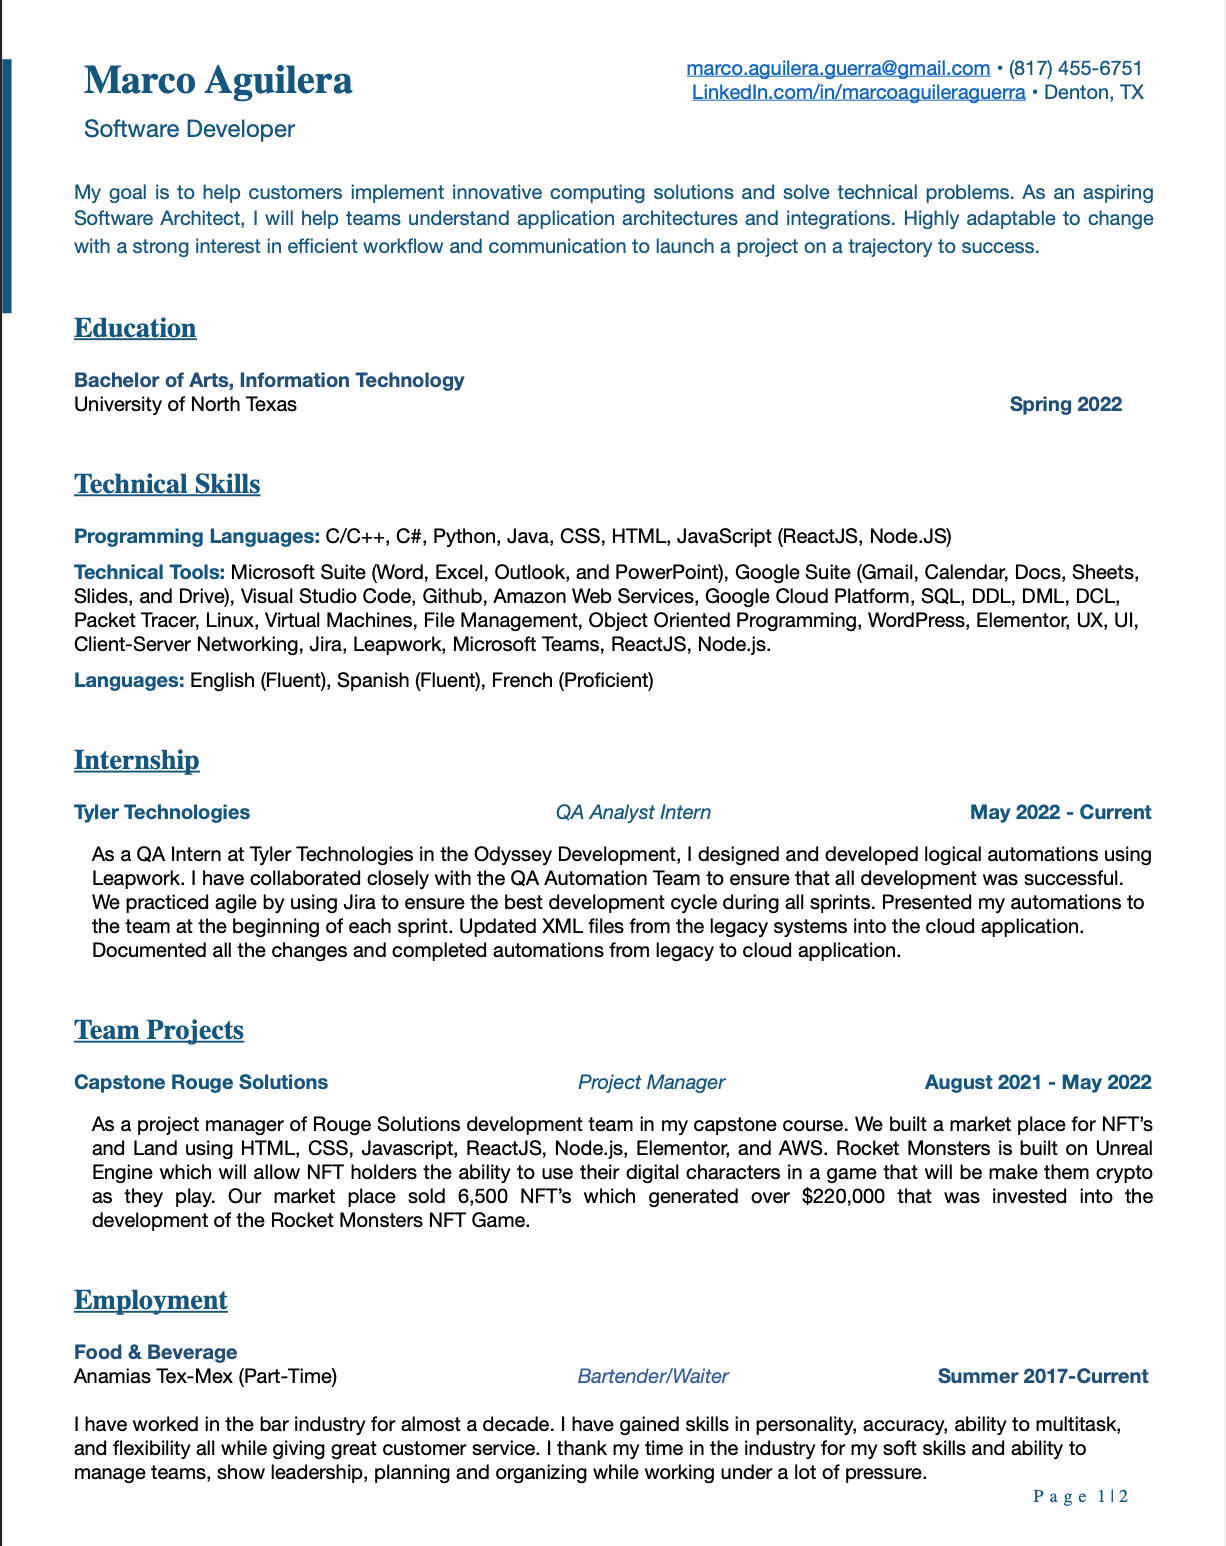 Marco Aguilera
marco.aguilera.guerra@gmail.com • (817) 455-6751
LinkedIn.com/in/marcoaguileraguerra • Denton, TX
Software Developer
My goal is to help customers implement innovative computing solutions and solve technical problems. As an aspiring
Software Architect, I will help teams understand application architectures and integrations. Highly adaptable to change
with a strong interest in efficient workflow and communication to launch a project on a trajectory to success.
Education
Bachelor of Arts, Information Technology
University of North Texas Spring 2022
Technical Skills
Programming Languages: C/C++, C#, Python, Java, CSS, HTML, JavaScript (ReactJS, Node.JS)
Technical Tools: Microsoft Suite (Word, Excel, Outlook, and PowerPoint), Google Suite (Gmail, Calendar, Docs, Sheets,
Slides, and Drive), Visual Studio Code, Github, Amazon Web Services, Google Cloud Platform, SQL, DDL, DML, DCL,
Packet Tracer, Linux, Virtual Machines, File Management, Object Oriented Programming, WordPress, Elementor, UX, UI,
Client-Server Networking, Jira, Leapwork, Microsoft Teams, ReactJS, Node.js.
Languages: English (Fluent), Spanish (Fluent), French (Proficient)
Internship
Tyler Technologies QA Analyst Intern May 2022 - Current
As a QA Intern at Tyler Technologies in the Odyssey Development, I designed and developed logical automations using
Leapwork. I have collaborated closely with the QA Automation Team to ensure that all development was successful.
We practiced agile by using Jira to ensure the best development cycle during all sprints. Presented my automations to
the team at the beginning of each sprint. Updated XML files from the legacy systems into the cloud application.
Documented all the changes and completed automations from legacy to cloud application.
Team Projects
Capstone Rouge Solutions Project Manager August 2021 - May 2022
As a project manager of Rouge Solutions development team in my capstone course. We built a market place for NFT’s
and Land using HTML, CSS, Javascript, ReactJS, Node.js, Elementor, and AWS. Rocket Monsters is built on Unreal
Engine which will allow NFT holders the ability to use their digital characters in a game that will be make them crypto
as they play. Our market place sold 6,500 NFT’s which generated over $220,000 that was invested into the
development of the Rocket Monsters NFT Game.
Employment
Food & Beverage
Anamias Tex-Mex (Part-Time) Bartender/Waiter Summer 2017-Current
I have worked in the bar industry for almost a decade. I have gained skills in personality, accuracy, ability to multitask,
and flexibility all while giving great customer service. I thank my time in the industry for my soft skills and ability to
manage teams, show leadership, planning and organizing while working under a lot of pressure.
Page 1|2